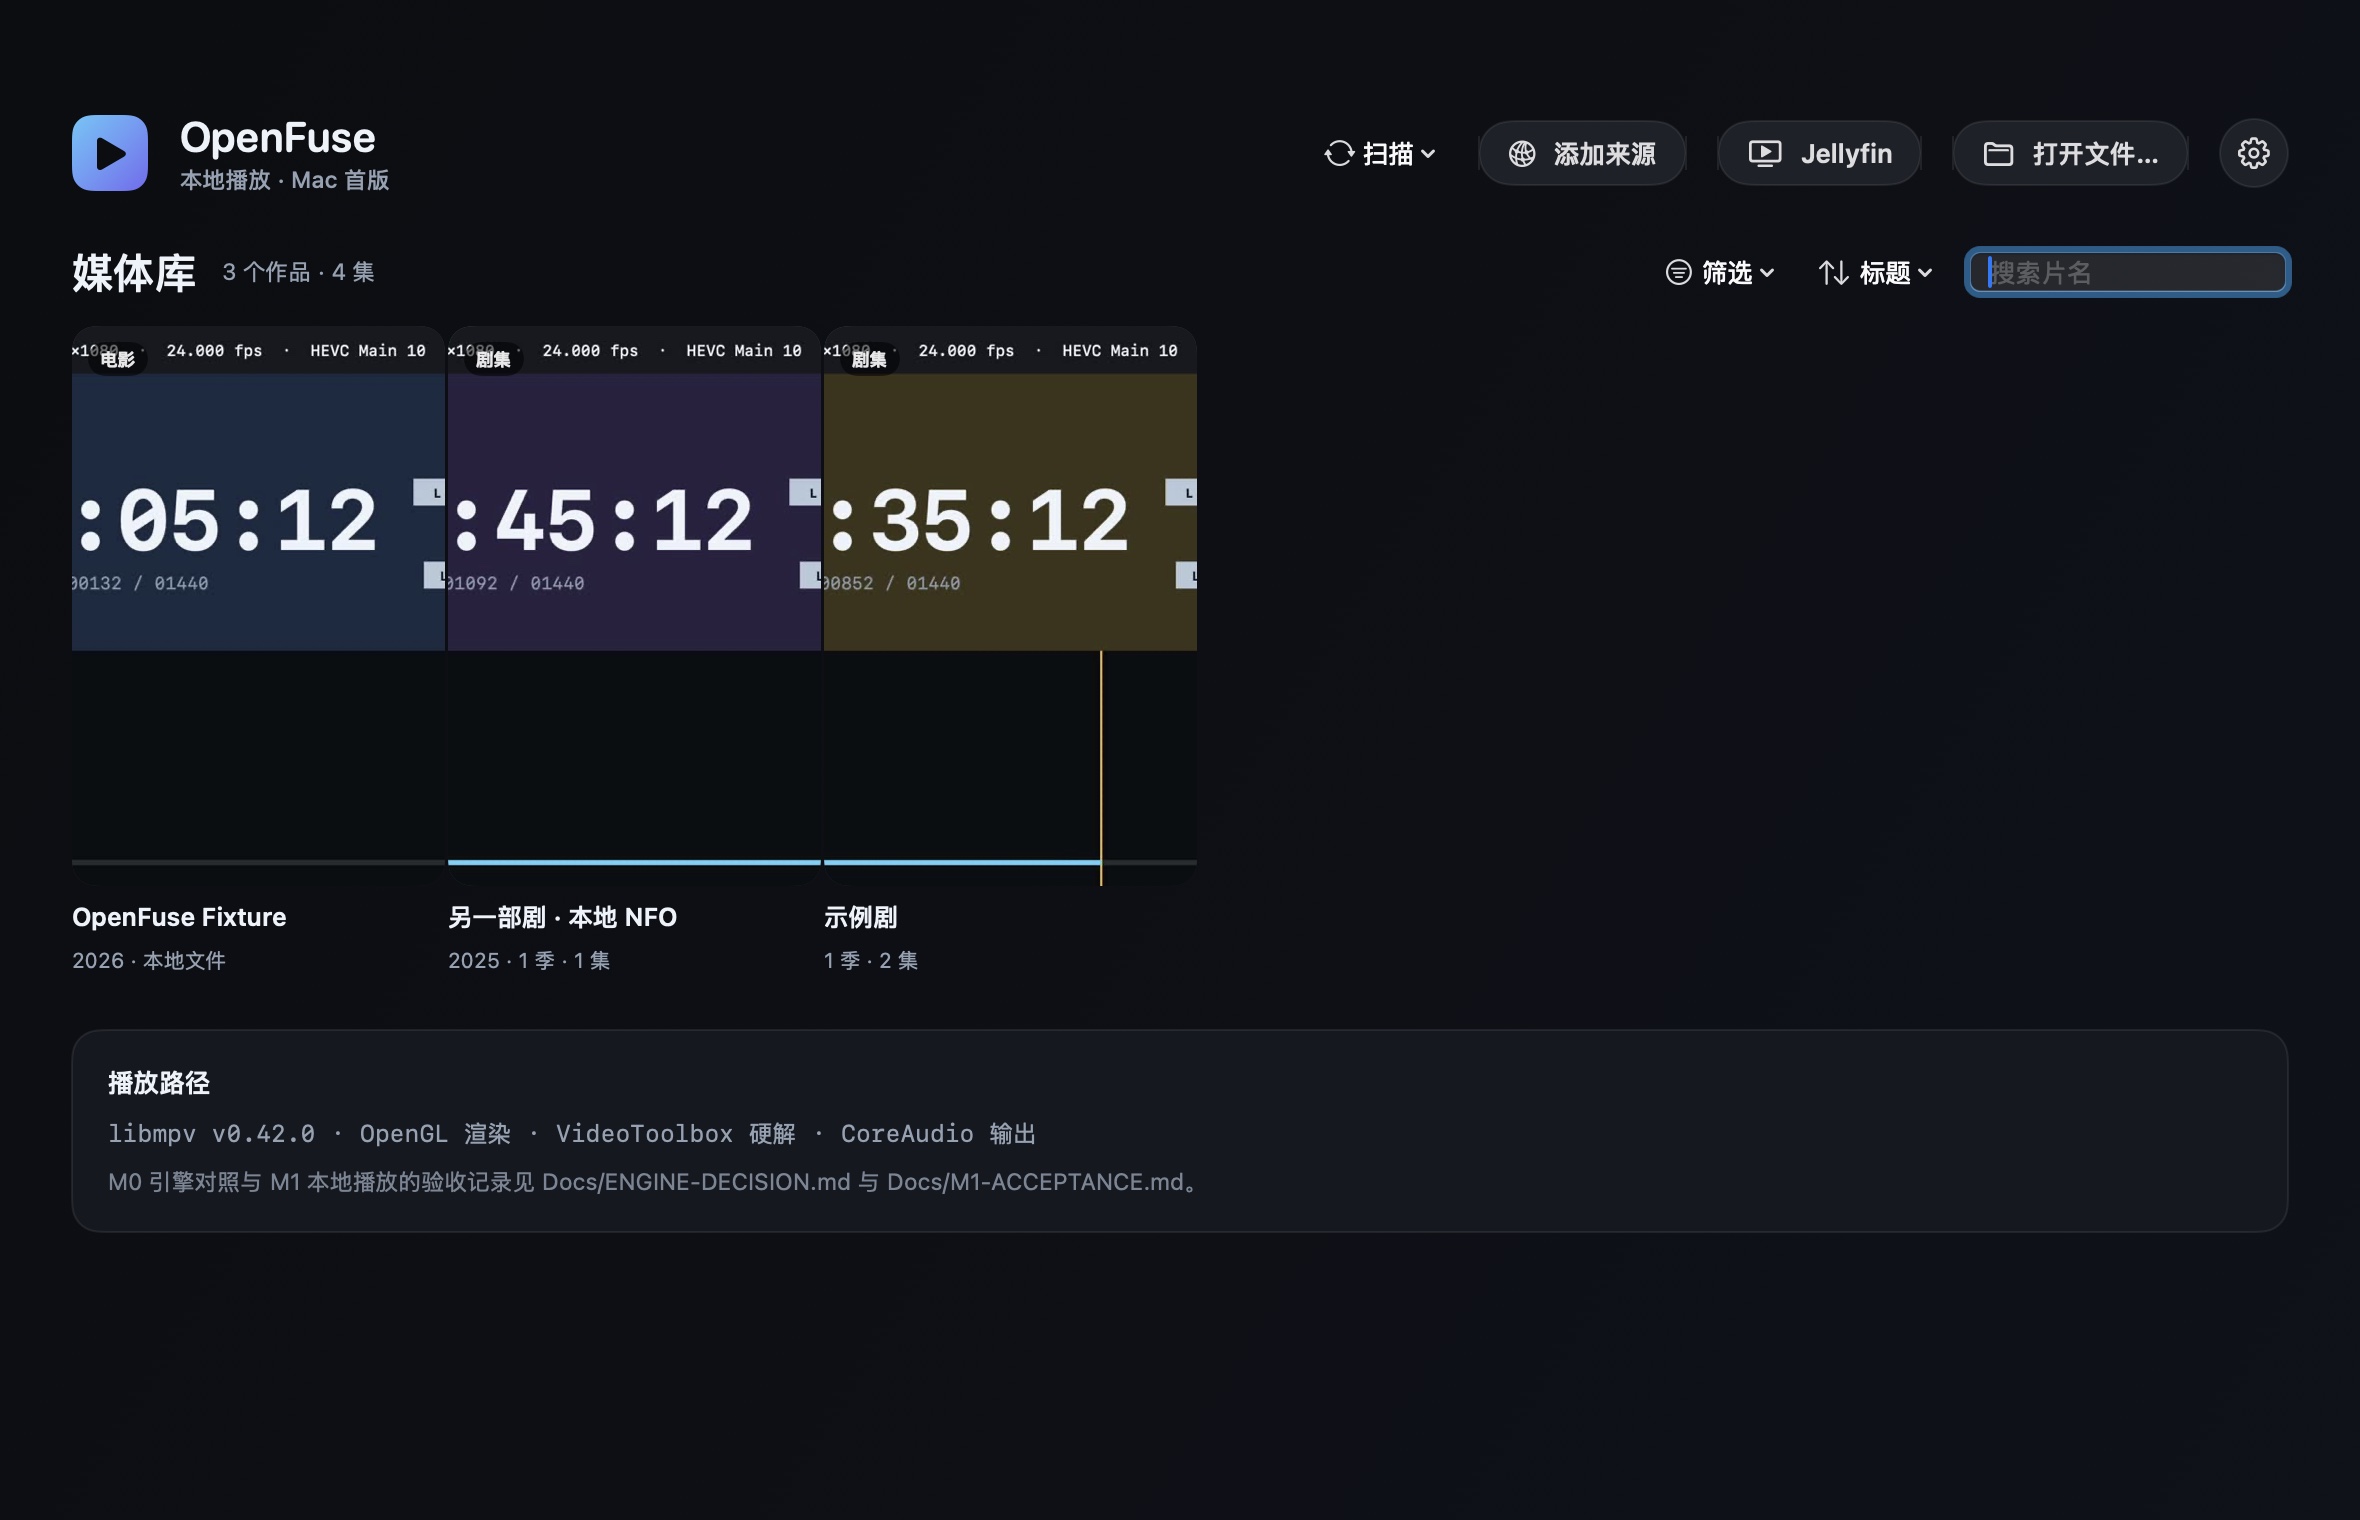 OpenFuse
本地播放 · Mac 首版
扫描
添加来源
Jellyfin
打开文件...
媒体库
3 个作品 · 4 集
筛选
标题
搜索片名
24.000 fps · HEVC Main 10
电影
:05:12
L
L
00132 / 01440
OpenFuse Fixture
2026 · 本地文件
24.000 fps · HEVC Main 10
剧集
:45:12
L
L
01092 / 01440
另一部剧 · 本地 NFO
2025 · 1 季 · 1 集
24.000 fps · HEVC Main 10
剧集
:35:12
L
L
00852 / 01440
示例剧
1 季 · 2 集
播放路径
libmpv v0.42.0 · OpenGL 渲染 · VideoToolbox 硬解 · CoreAudio 输出
M0 引擎对照与 M1 本地播放的验收记录见 Docs/ENGINE-DECISION.md 与 Docs/M1-ACCEPTANCE.md。